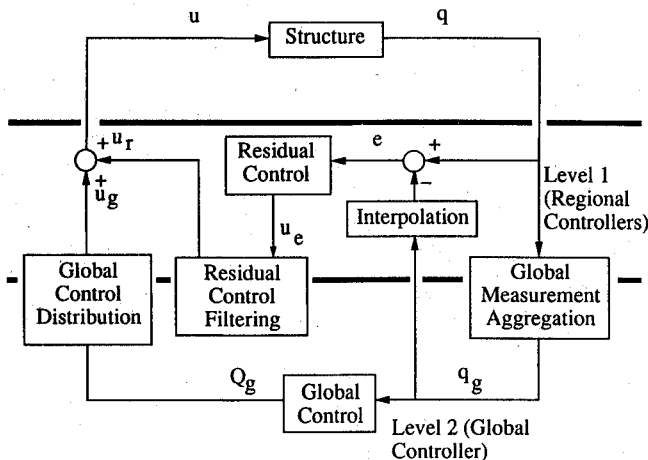 u
q
Structure
+ u_r
+
u_g
Residual
Control
e
+
−
Interpolation
u_e
Level 1
(Regional
Controllers)
Global
Control
Distribution
Residual
Control
Filtering
Global
Measurement
Aggregation
Q_g
Global
Control
q_g
Level 2 (Global
Controller)